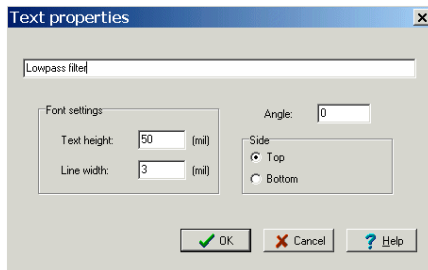 Text properties
Lowpass filter
Font settings
Text height: 50 (mil)
Line width: 3 (mil)
Angle: 0
Side
Top
Bottom
OK Cancel Help